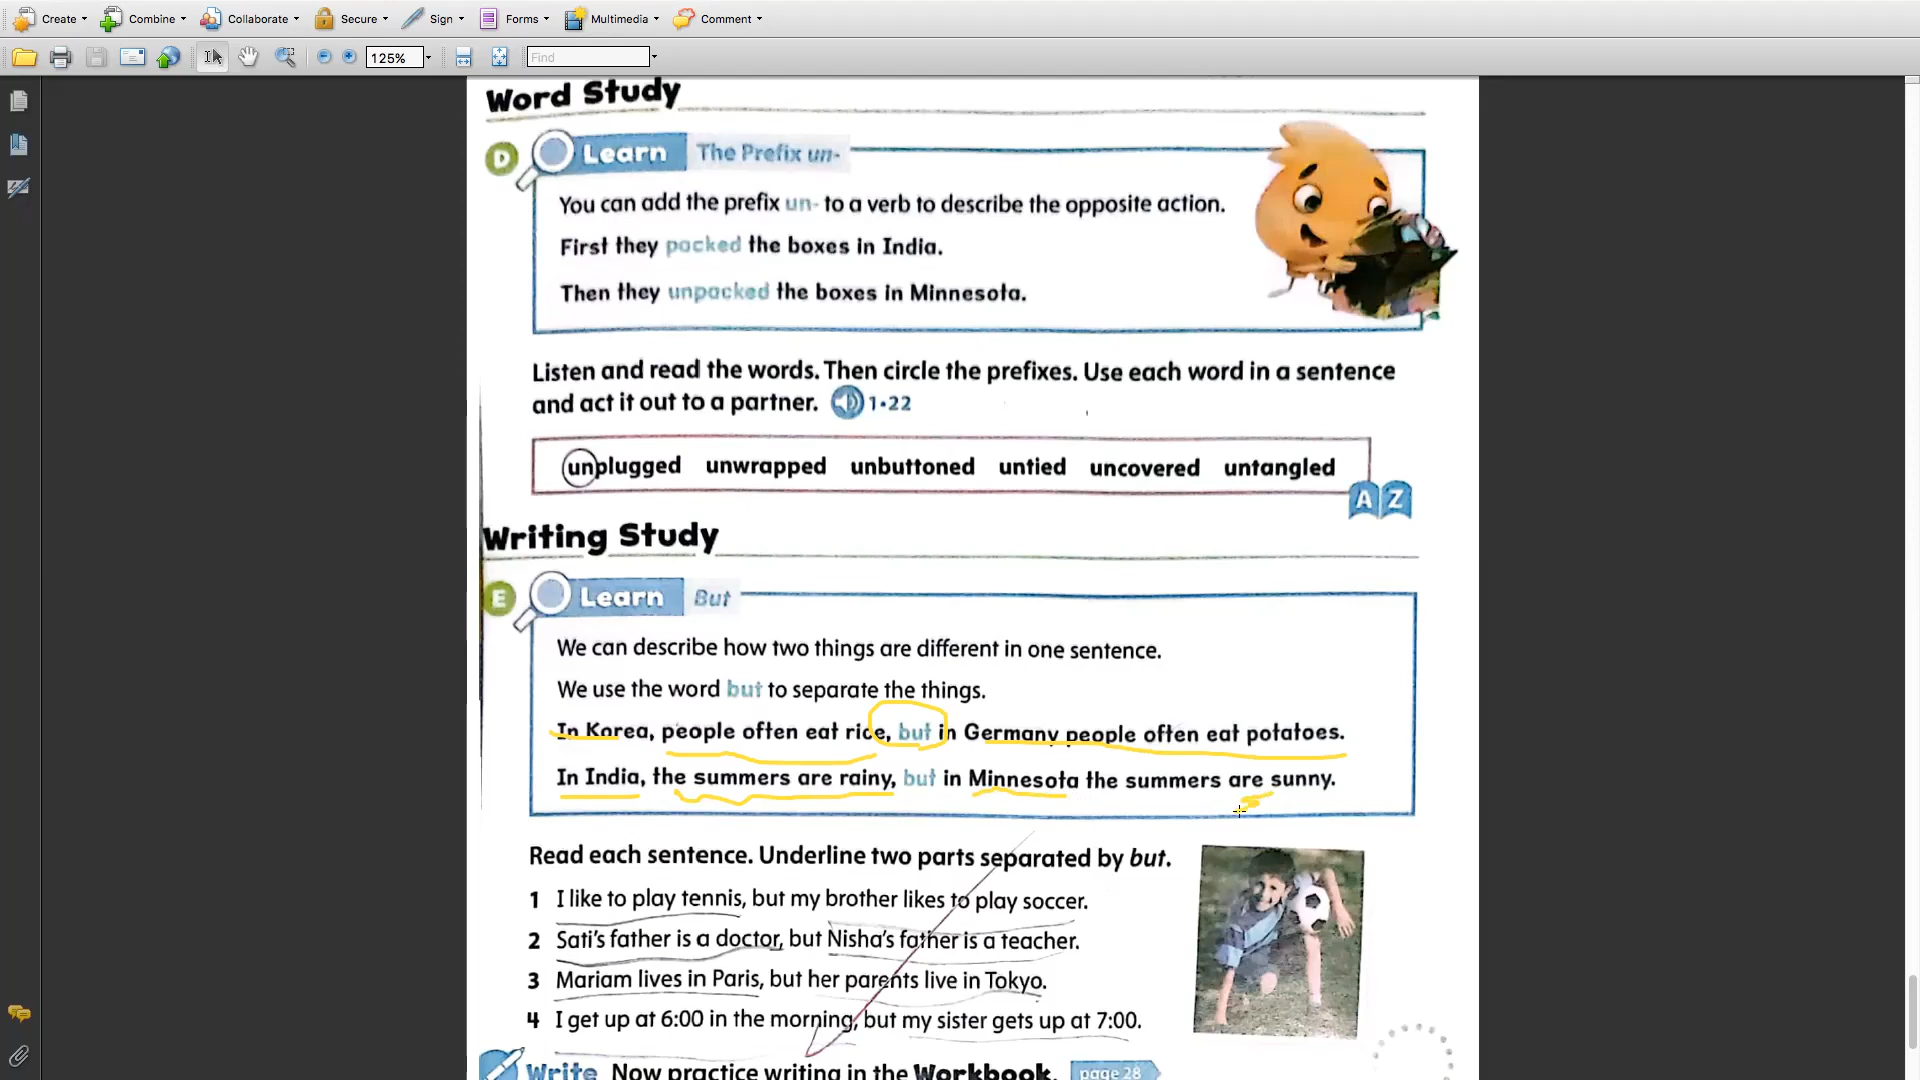 Create Combine Collaborate Secure Sign Forms Multimedia Comment
125% Find
Word Study
D Learn The Prefix un-
You can add the prefix un- to a verb to describe the opposite action.
First they packed the boxes in India.
Then they unpacked the boxes in Minnesota.
Listen and read the words. Then circle the prefixes. Use each word in a sentence
and act it out to a partner. 1•22
unplugged unwrapped unbuttoned untied uncovered untangled
A Z
Writing Study
E Learn But
We can describe how two things are different in one sentence.
We use the word but to separate the things.
In Korea, people often eat rice, but in Germany people often eat potatoes.
In India, the summers are rainy, but in Minnesota the summers are sunny.
Read each sentence. Underline two parts separated by but.
1 I like to play tennis, but my brother likes to play soccer.
2 Sati's father is a doctor, but Nisha's father is a teacher.
3 Mariam lives in Paris, but her parents live in Tokyo.
4 I get up at 6:00 in the morning, but my sister gets up at 7:00.
Write Now practice writing in the Workbook. page 28